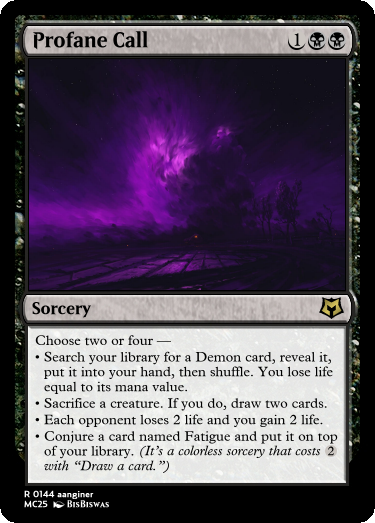 Profane Call 1
Sorcery
Choose two or four —
• Search your library for a Demon card, reveal it,
put it into your hand, then shuffle. You lose life
equal to its mana value.
• Sacrifice a creature. If you do, draw two cards.
• Each opponent loses 2 life and you gain 2 life.
• Conjure a card named Fatigue and put it on top
of your library. (It's a colorless sorcery that costs 2
with “Draw a card.”)
R 0144 aanginer
MC25 BisBiswas